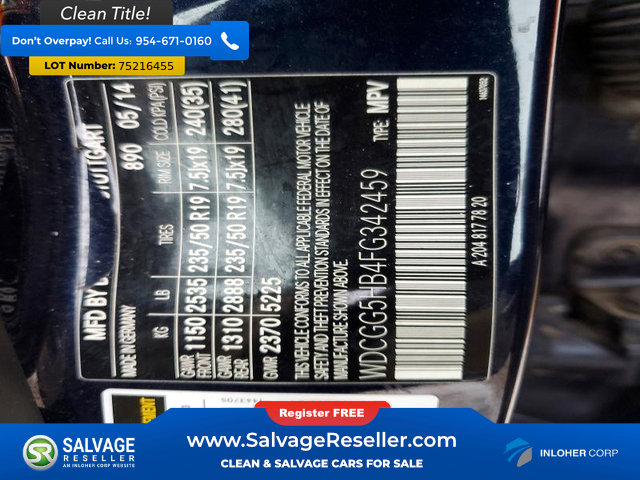 Clean Title!
Don't Overpay! Call Us: 954-671-0160
LOT Number: 75216455
MFD BY
STUTTGART
MADE IN GERMANY 890 05/14
KG LB TIRES RIM SIZE COLD KPA(PSI)
GAWR FRONT 1150 2535 235/50 R19 7.5Jx19 240(35)
GAWR REAR 1310 2888 235/50 R19 7.5Jx19 280(41)
GVWR 2370 5225
THIS VEHICLE CONFORMS TO ALL APPLICABLE FEDERAL MOTOR VEHICLE
SAFETY AND THEFT PREVENTION STANDARDS IN EFFECT ON THE DATE OF
MANUFACTURE SHOWN ABOVE.
TYPE: MPV
WDCGG5HB4FG342459
A 204 817 78 20
Register FREE
www.SalvageReseller.com
CLEAN & SALVAGE CARS FOR SALE
SR
SALVAGE
RESELLER
AN INLOHER CORP WEBSITE
INLOHER CORP